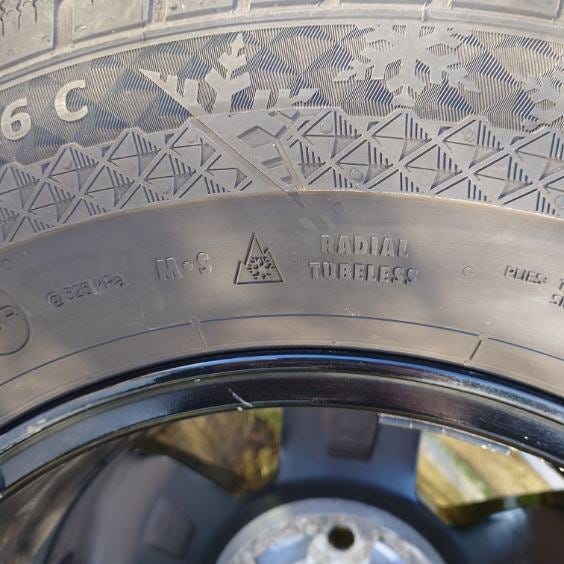 6 C
@ 525 kPa
M+S
RADIAL
TUBELESS
PLIES